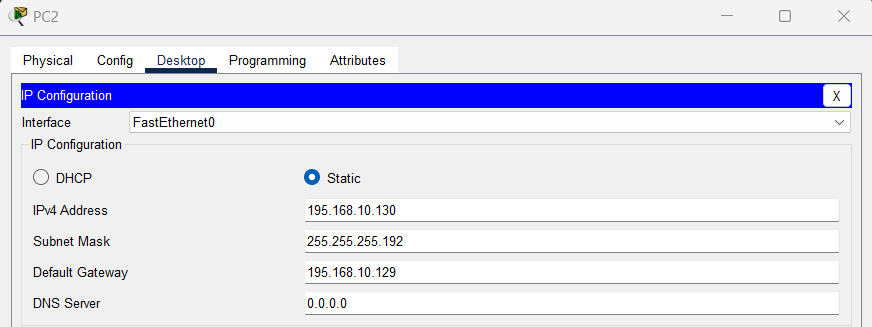 PC2
Physical Config Desktop Programming Attributes
IP Configuration X
Interface FastEthernet0
IP Configuration
DHCP Static
IPv4 Address 195.168.10.130
Subnet Mask 255.255.255.192
Default Gateway 195.168.10.129
DNS Server 0.0.0.0